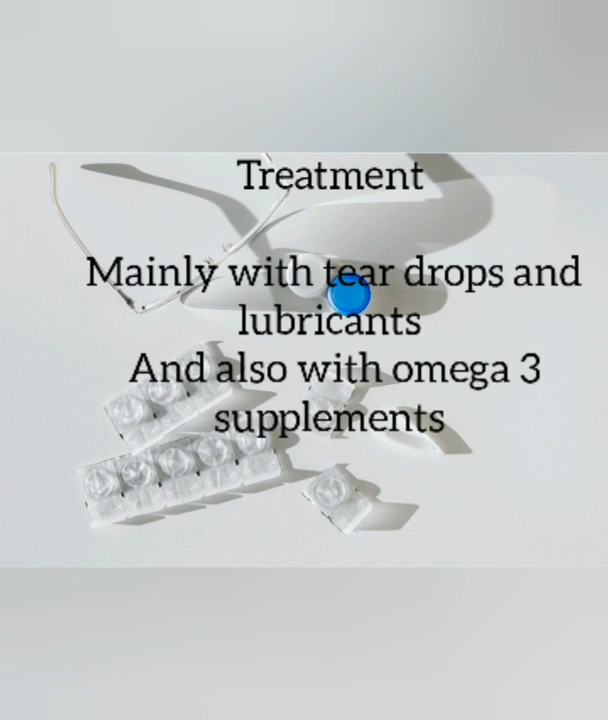 Treatment
Mainly with tear drops and
lubricants
And also with omega 3
supplements